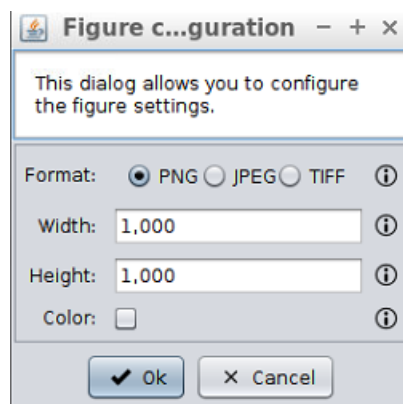 Figure c...guration
This dialog allows you to configure
the figure settings.
Format: PNG JPEG TIFF
Width: 1,000
Height: 1,000
Color:
Ok Cancel